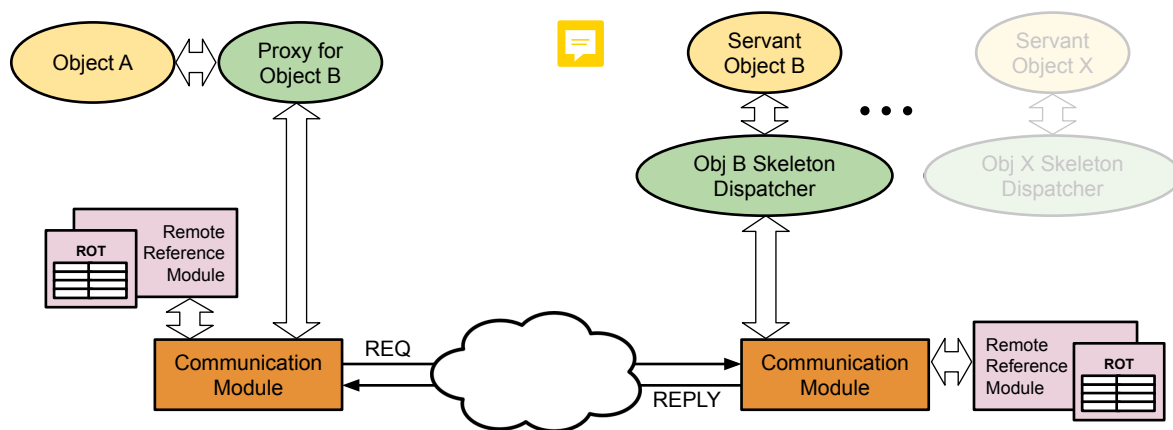 Object A
Proxy for
Object B
Servant
Object B
Servant
Object X
Obj B Skeleton
Dispatcher
Obj X Skeleton
Dispatcher
ROT
Remote
Reference
Module
Communication
Module
REQ
REPLY
Communication
Module
Remote
Reference
Module
ROT